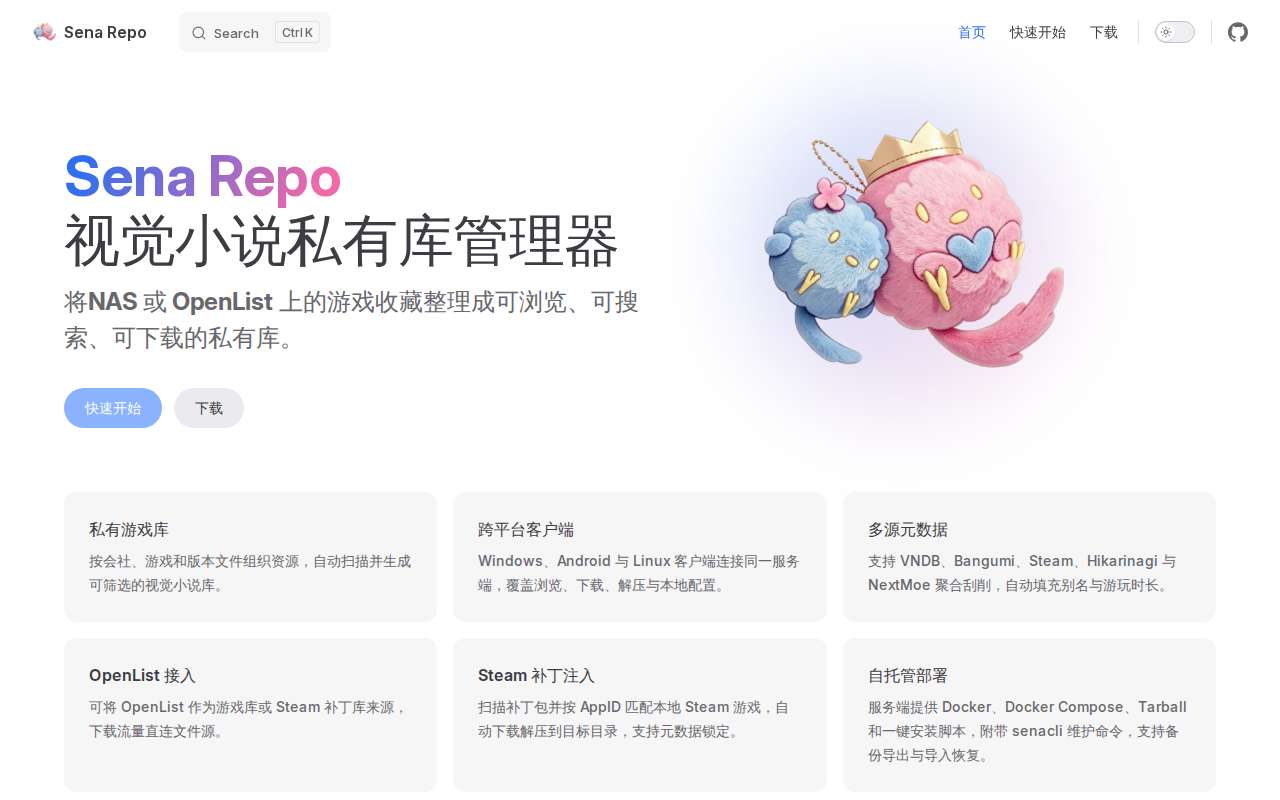 Sena Repo
Search
Ctrl K
首页
快速开始
下载
Sena Repo
视觉小说私有库管理器
将NAS 或 OpenList 上的游戏收藏整理成可浏览、可搜
索、可下载的私有库。
快速开始
下载
私有游戏库
按会社、游戏和版本文件组织资源，自动扫描并生成
可筛选的视觉小说库。
跨平台客户端
Windows、Android 与 Linux 客户端连接同一服务
端，覆盖浏览、下载、解压与本地配置。
多源元数据
支持 VNDB、Bangumi、Steam、Hikarinagi 与
NextMoe 聚合刮削，自动填充别名与游玩时长。
OpenList 接入
可将 OpenList 作为游戏库或 Steam 补丁库来源，
下载流量直连文件源。
Steam 补丁注入
扫描补丁包并按 AppID 匹配本地 Steam 游戏，自
动下载解压到目标目录，支持元数据锁定。
自托管部署
服务端提供 Docker、Docker Compose、Tarball
和一键安装脚本，附带 senacli 维护命令，支持备
份导出与导入恢复。